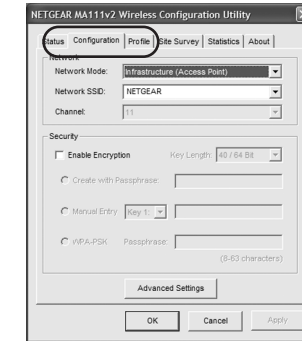 NETGEAR MA111v2 Wireless Configuration Utility
Status Configuration Profile Site Survey Statistics About
Network
Network Mode: Infrastructure (Access Point)
Network SSID: NETGEAR
Channel: 11
Security
Enable Encryption Key Length: 40 / 64 Bit
Create with Passphrase:
Manual Entry Key 1:
WPA-PSK Passphrase:
(8-63 characters)
Advanced Settings
OK Cancel Apply